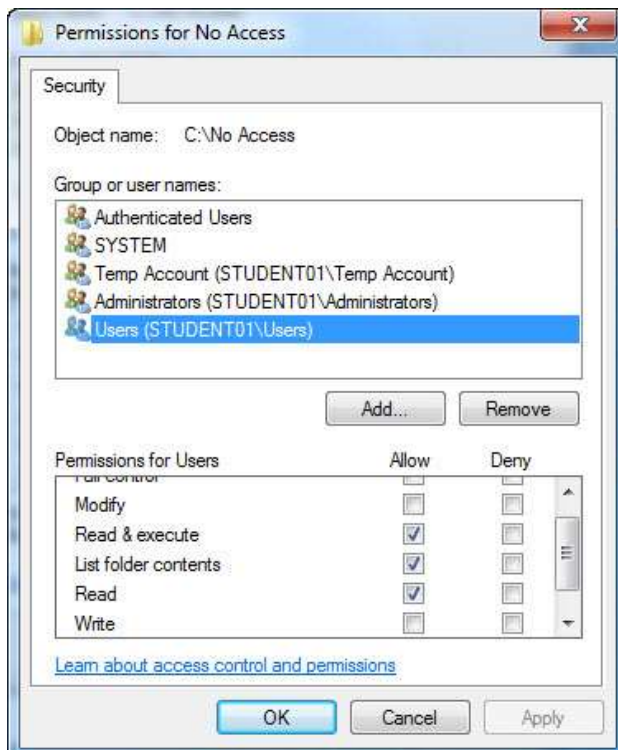 Permissions for No Access
Security
Object name: C:\No Access
Group or user names:
Authenticated Users
SYSTEM
Temp Account (STUDENT01\Temp Account)
Administrators (STUDENT01\Administrators)
Users (STUDENT01\Users)
Add... Remove
Permissions for Users Allow Deny
Full control
Modify
Read & execute
List folder contents
Read
Write
Learn about access control and permissions
OK Cancel Apply